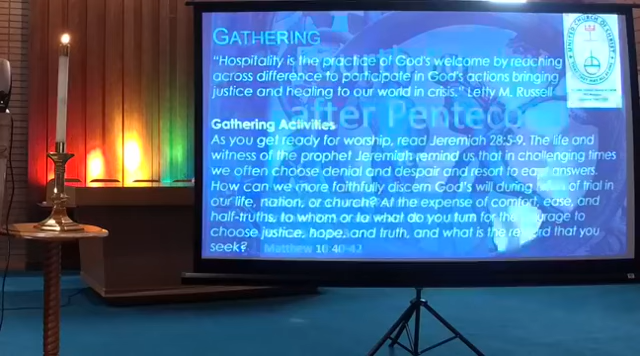 GATHERING
"Hospitality is the practice of God's welcome by reaching
across difference to participate in God's actions bringing
justice and healing to our world in crisis." Letty M. Russell
after Pentecost
Gathering Activities
As you get ready for worship, read Jeremiah 28:5-9. The life and
witness of the prophet Jeremiah remind us that in challenging times
we often choose denial and despair and resort to easy answers.
How can we more faithfully discern God's will during times of trial in
our life, nation, or church? At the expense of comfort, ease, and
half-truths, to whom or to what do you turn for the courage to
choose justice, hope, and truth, and what is the reward that you
seek?
Matthew 10:40-42
UNITED CHURCH OF CHRIST